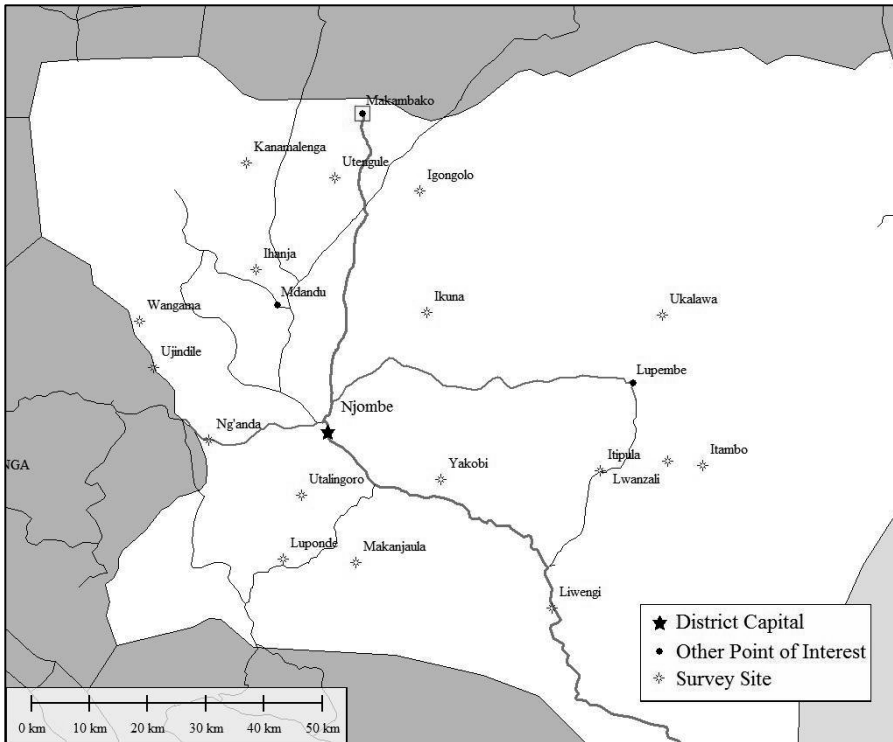 Makambako
Kanamalenga
Utengule
Igongolo
Ihanja
Mdandu
Wangama
Ikuna
Ukalawa
Ujindile
Lupembe
Njombe
Ng'anda
NGA
Yakobi
Itipula
Itambo
Lwanzali
Utalingoro
Luponde
Makanjaula
Liwengi
District Capital
Other Point of Interest
Survey Site
0 km 10 km 20 km 30 km 40 km 50 km